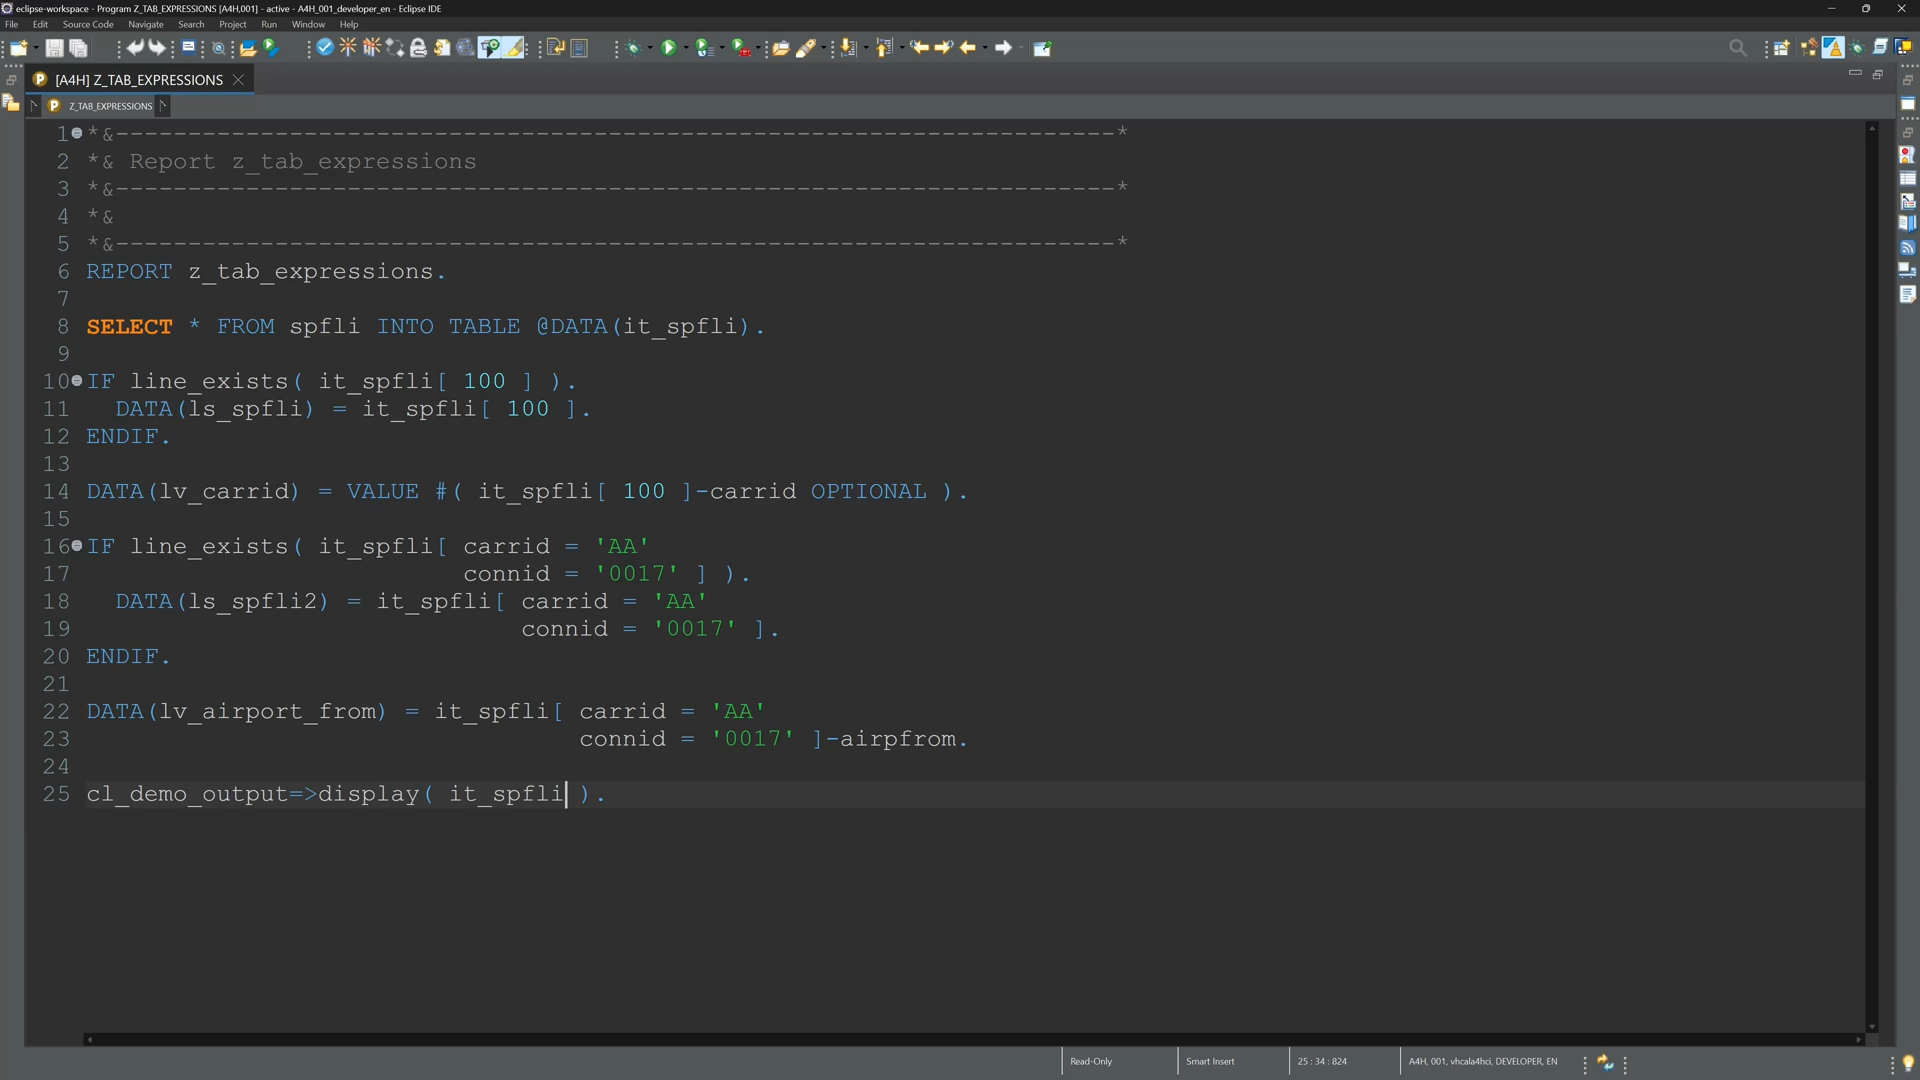 eclipse-workspace - Program Z_TAB_EXPRESSIONS [A4H,001] - active - A4H_001_developer_en - Eclipse IDE
File Edit Source Code Navigate Search Project Run Window Help
[A4H] Z_TAB_EXPRESSIONS
Z_TAB_EXPRESSIONS
1 *&---------------------------------------------------------------------*
2 *& Report z_tab_expressions
3 *&---------------------------------------------------------------------*
4 *&
5 *&---------------------------------------------------------------------*
6 REPORT z_tab_expressions.
7
8 SELECT * FROM spfli INTO TABLE @DATA(it_spfli).
9
10 IF line_exists( it_spfli[ 100 ] ).
11   DATA(ls_spfli) = it_spfli[ 100 ].
12 ENDIF.
13
14 DATA(lv_carrid) = VALUE #( it_spfli[ 100 ]-carrid OPTIONAL ).
15
16 IF line_exists( it_spfli[ carrid = 'AA'
17                           connid = '0017' ] ).
18   DATA(ls_spfli2) = it_spfli[ carrid = 'AA'
19                               connid = '0017' ].
20 ENDIF.
21
22 DATA(lv_airport_from) = it_spfli[ carrid = 'AA'
23                                   connid = '0017' ]-airpfrom.
24
25 cl_demo_output=>display( it_spfli ).
Read-Only Smart Insert 25 : 34 : 824 A4H, 001, vhcala4hci, DEVELOPER, EN